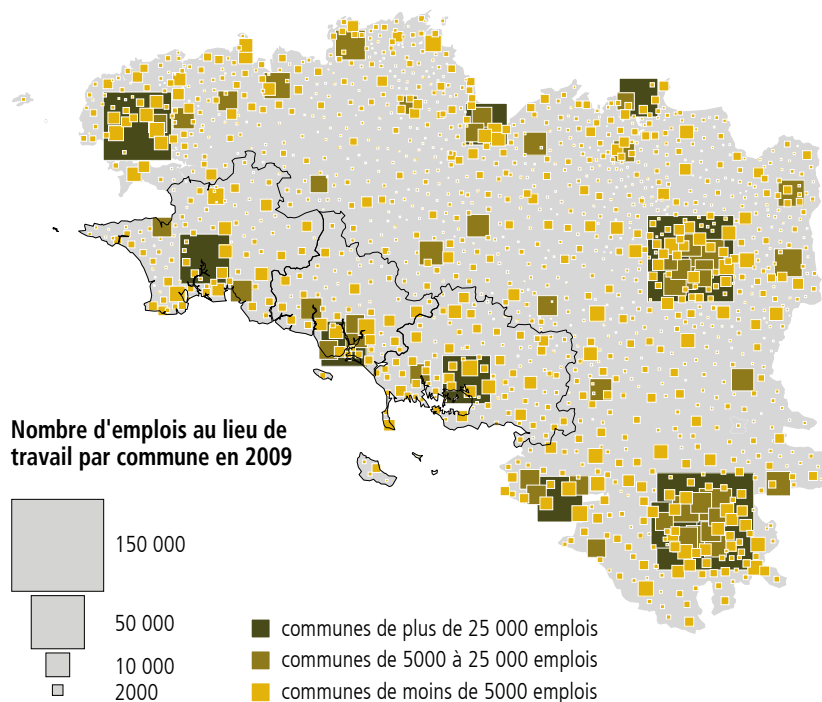 Nombre d'emplois au lieu de
travail par commune en 2009
150 000
50 000
10 000
2000
communes de plus de 25 000 emplois
communes de 5000 à 25 000 emplois
communes de moins de 5000 emplois